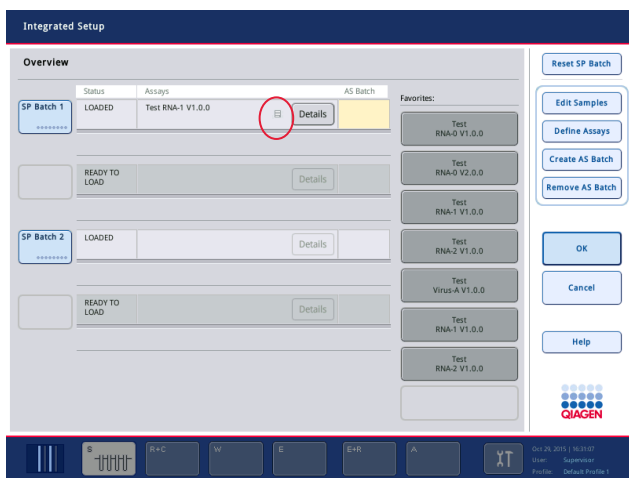 Integrated Setup
Overview
Reset SP Batch
Status Assays AS Batch
Favorites:
SP Batch 1 LOADED Test RNA-1 V1.0.0 Details
Edit Samples
Define Assays
Create AS Batch
Remove AS Batch
Test
RNA-0 V1.0.0
READY TO
LOAD
Details
Test
RNA-0 V2.0.0
Test
RNA-1 V1.0.0
SP Batch 2 LOADED Details
Test
RNA-2 V1.0.0
OK
Test
Virus-A V1.0.0
Cancel
READY TO
LOAD
Details
Test
RNA-1 V1.0.0
Help
Test
RNA-2 V1.0.0
QIAGEN
S R+C W E E+R A
Oct 29, 2015 | 16:31:07
User: Supervisor
Profile: Default Profile 1